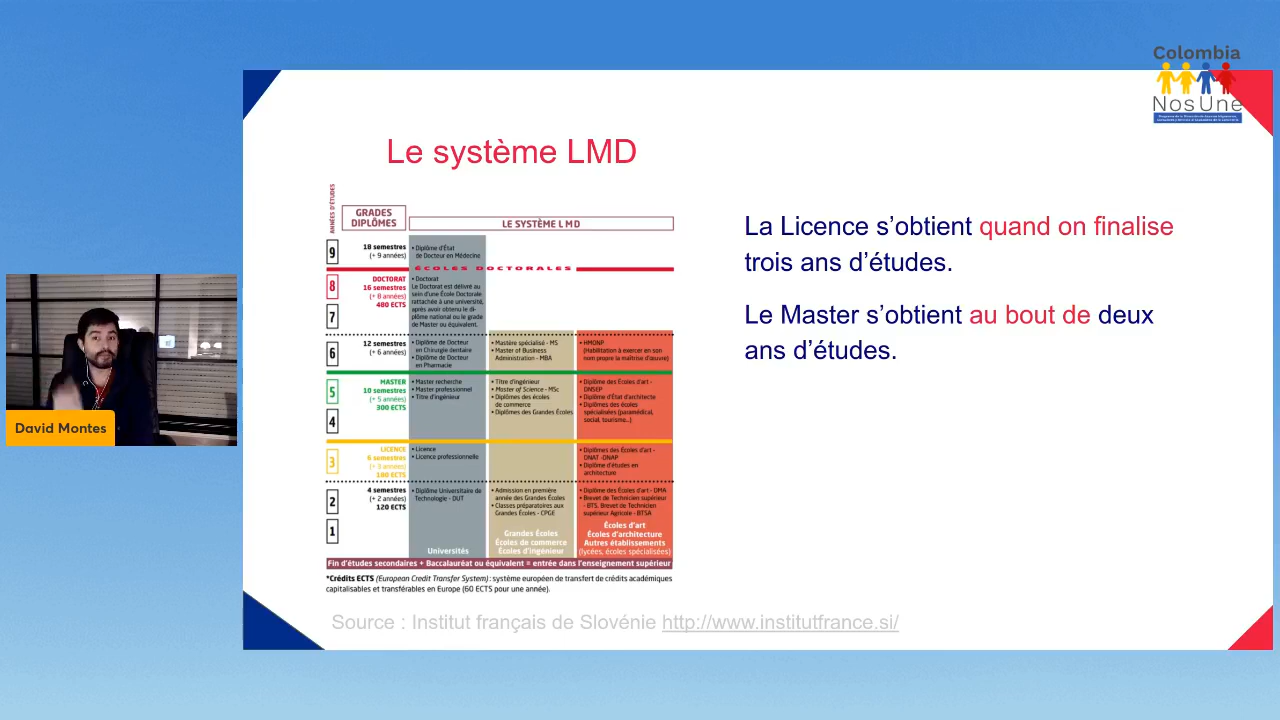 Colombia
NosUne
Le système LMD
ANNÉES D'ÉTUDES
GRADES
DIPLÔMES
LE SYSTÈME LMD
9
18 semestres
(+ 9 années)
• Diplôme d'État
de Docteur en Médecine
ÉCOLES DOCTORALES
8
7
DOCTORAT
16 semestres
(+ 8 années)
480 ECTS
• Doctorat
Le Doctorat est délivré au
sein d'une École Doctorale
rattachée à une université,
après avoir obtenu le di-
plôme national ou le grade
de Master ou équivalent.
6
12 semestres
(+ 6 années)
• Diplôme de Docteur
en Chirurgie dentaire
• Diplôme de Docteur
en Pharmacie
• Mastère spécialisé - MS
• Master of Business
Administration - MBA
• HMONP
(Habilitation à exercer en son
nom propre la maîtrise d'œuvre)
5
4
MASTER
10 semestres
(+ 5 années)
300 ECTS
• Master recherche
• Master professionnel
• Titre d'ingénieur
• Titre d'ingénieur
• Master of Science - MSc
• Diplômes des écoles
de commerce
• Diplômes des Grandes Écoles
• Diplôme des Écoles d'art -
DNSEP
• Diplôme d'État d'architecte
• Diplômes des écoles
spécialisées (paramédical,
social, tourisme...)
3
LICENCE
6 semestres
(+ 3 années)
180 ECTS
• Licence
• Licence professionnelle
• Diplômes des Écoles d'art -
DNAT -DNAP
• Diplôme d'études en
architecture
2
1
4 semestres
(+ 2 années)
120 ECTS
• Diplôme Universitaire de
Technologie - DUT
• Admission en première
année des Grandes Écoles
• Classes préparatoires aux
Grandes Écoles - CPGE
• Diplôme des Écoles d'art - DMA
• Brevet de Technicien supérieur
- BTS, Brevet de Technicien
supérieur Agricole - BTSA
Universités
Grandes Écoles
Écoles de commerce
Écoles d'ingénieur
Écoles d'art
Écoles d'architecture
Autres établissements
(lycées, écoles spécialisées)
Fin d'études secondaires + Baccalauréat ou équivalent = entrée dans l'enseignement supérieur
*Crédits ECTS (European Credit Transfer System) : système européen de transfert de crédits académiques
capitalisables et transférables en Europe (60 ECTS pour une année).
La Licence s'obtient quand on finalise
trois ans d'études.
Le Master s'obtient au bout de deux
ans d'études.
David Montes
Source : Institut français de Slovénie http://www.institutfrance.si/